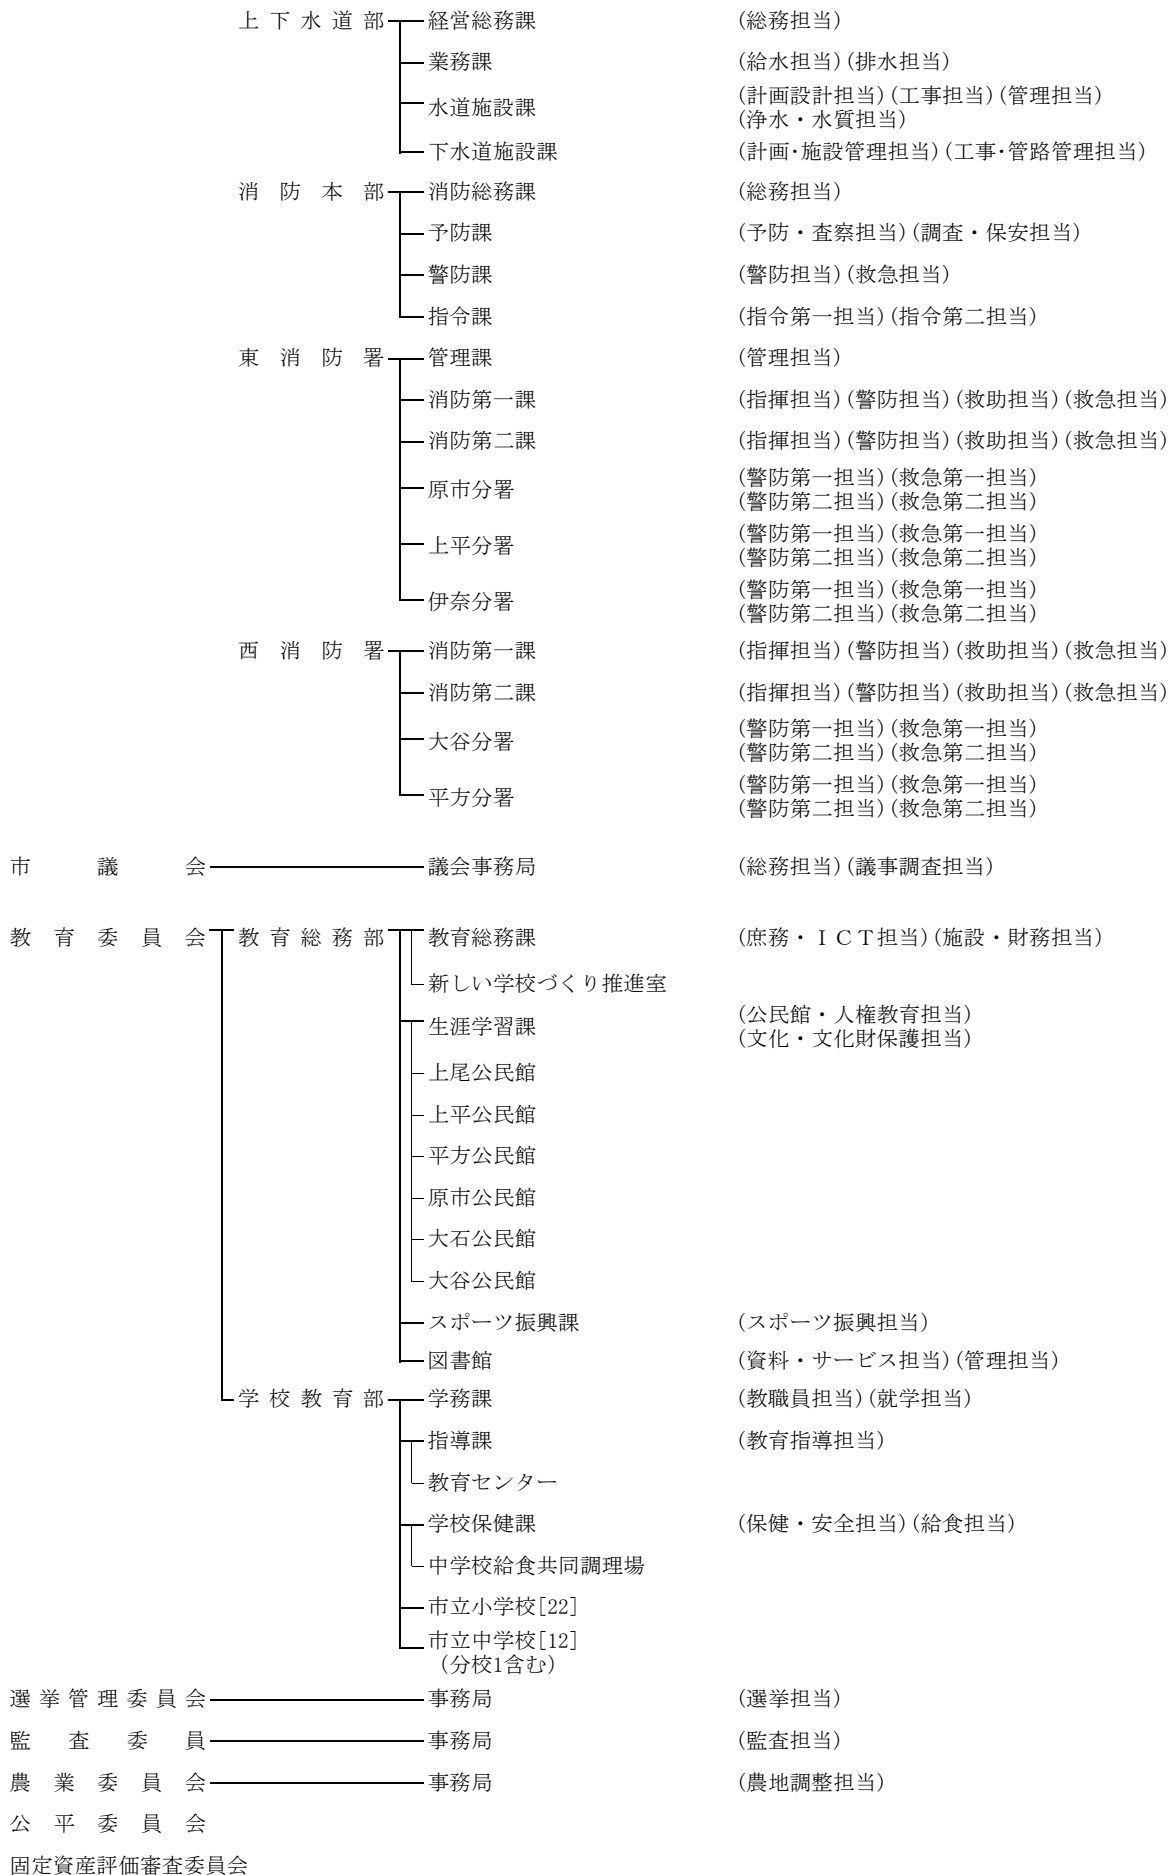 上下水道部 経営総務課 (総務担当)
業務課 (給水担当)(排水担当)
水道施設課 (計画設計担当)(工事担当)(管理担当)
(浄水・水質担当)
下水道施設課 (計画・施設管理担当)(工事・管路管理担当)
消防本部 消防総務課 (総務担当)
予防課 (予防・査察担当)(調査・保安担当)
警防課 (警防担当)(救急担当)
指令課 (指令第一担当)(指令第二担当)
東消防署 管理課 (管理担当)
消防第一課 (指揮担当)(警防担当)(救助担当)(救急担当)
消防第二課 (指揮担当)(警防担当)(救助担当)(救急担当)
原市分署 (警防第一担当)(救急第一担当)
(警防第二担当)(救急第二担当)
上平分署 (警防第一担当)(救急第一担当)
(警防第二担当)(救急第二担当)
伊奈分署 (警防第一担当)(救急第一担当)
(警防第二担当)(救急第二担当)
西消防署 消防第一課 (指揮担当)(警防担当)(救助担当)(救急担当)
消防第二課 (指揮担当)(警防担当)(救助担当)(救急担当)
大谷分署 (警防第一担当)(救急第一担当)
(警防第二担当)(救急第二担当)
平方分署 (警防第一担当)(救急第一担当)
(警防第二担当)(救急第二担当)
市議会 議会事務局 (総務担当)(議事調査担当)
教育委員会 教育総務部 教育総務課 (庶務・ICT担当)(施設・財務担当)
新しい学校づくり推進室
生涯学習課 (公民館・人権教育担当)
(文化・文化財保護担当)
上尾公民館
上平公民館
平方公民館
原市公民館
大石公民館
大谷公民館
スポーツ振興課 (スポーツ振興担当)
図書館 (資料・サービス担当)(管理担当)
学校教育部 学務課 (教職員担当)(就学担当)
指導課 (教育指導担当)
教育センター
学校保健課 (保健・安全担当)(給食担当)
中学校給食共同調理場
市立小学校[22]
市立中学校[12]
(分校1含む)
選挙管理委員会 事務局 (選挙担当)
監査委員 事務局 (監査担当)
農業委員会 事務局 (農地調整担当)
公平委員会
固定資産評価審査委員会